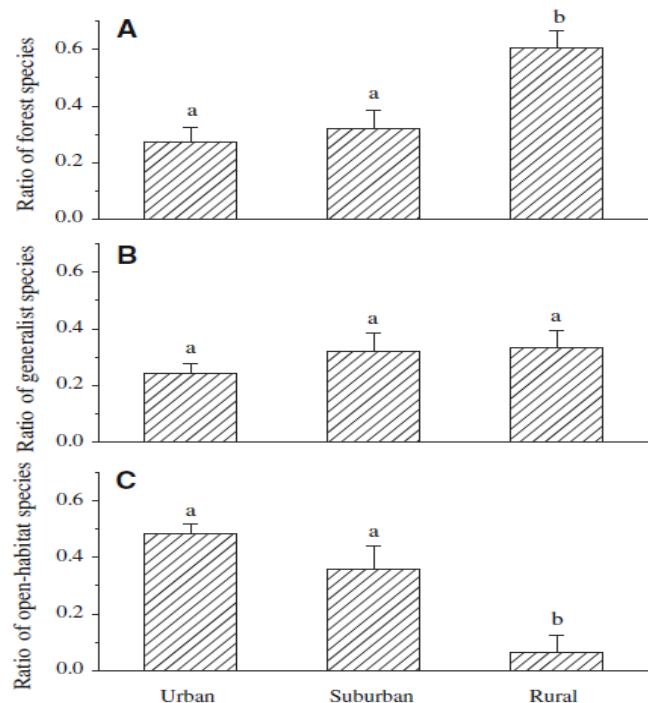 A
Ratio of forest species
0.6
0.4
0.2
0.0
a
a
b
B
Ratio of generalist species
0.6
0.4
0.2
0.0
a
a
a
C
Ratio of open-habitat species
0.6
0.4
0.2
0.0
a
a
b
Urban Suburban Rural